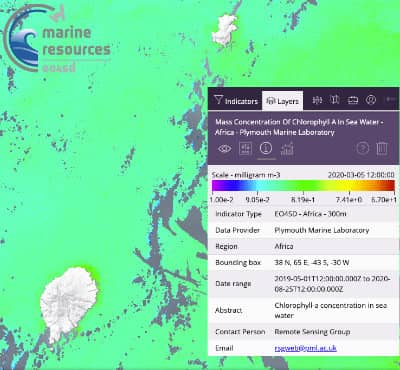 marine
resources
eo4sd
Indicators
Layers
Mass Concentration Of Chlorophyll A In Sea Water -
Africa - Plymouth Marine Laboratory
Scale - milligram m-3 2020-03-05 12:00:00
1.00e-2 9.05e-2 8.19e-1 7.41e+0 6.70e+1
Indicator Type EO4SD - Africa - 300m
Data Provider Plymouth Marine Laboratory
Region Africa
Bounding box 38 N, 65 E, -43 S, -30 W
Date range 2019-05-01T12:00:00.000Z to 2020-
08-25T12:00:00.000Z
Abstract Chlorophyll-a concentration in sea
water
Contact Person Remote Sensing Group
Email rsgweb@pml.ac.uk